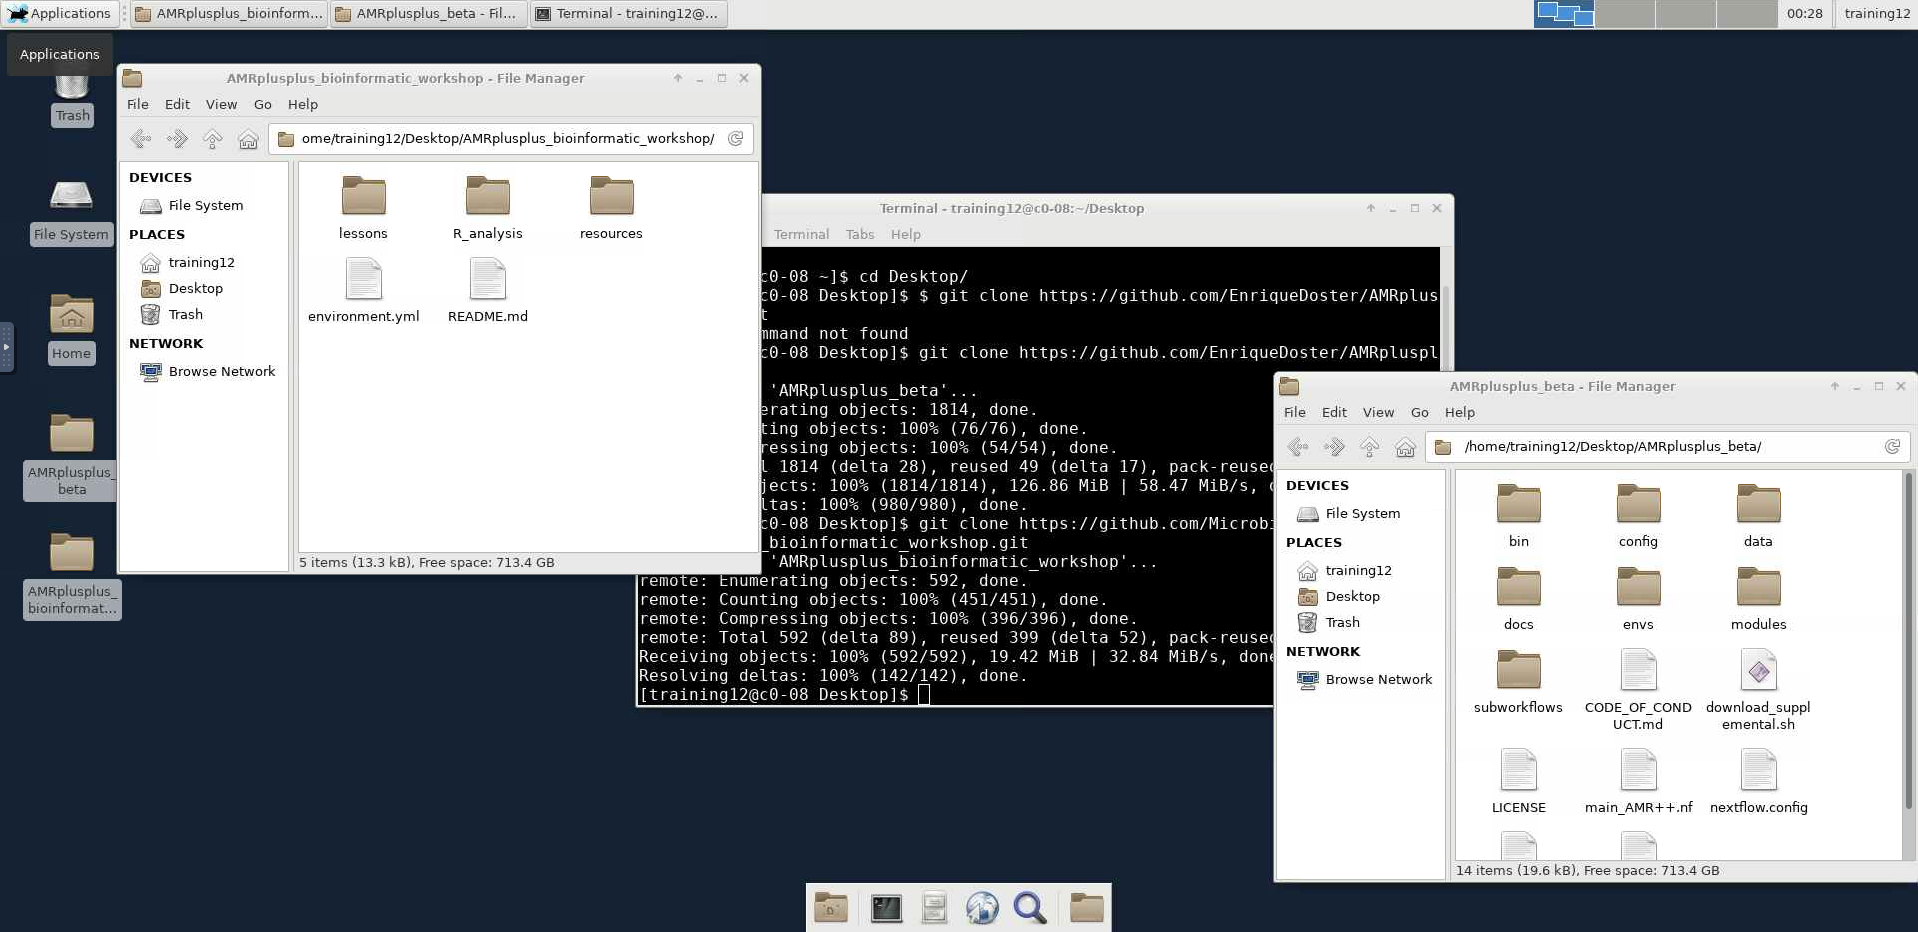 Applications
AMRplusplus_bioinform...
AMRplusplus_beta - Fil...
Terminal - training12@...
00:28
training12
Applications
Trash
File System
Home
AMRplusplus_
beta
AMRplusplus_
bioinformat...
AMRplusplus_bioinformatic_workshop - File Manager
File Edit View Go Help
ome/training12/Desktop/AMRplusplus_bioinformatic_workshop/
DEVICES
File System
PLACES
training12
Desktop
Trash
NETWORK
Browse Network
lessons
R_analysis
resources
environment.yml
README.md
5 items (13.3 kB), Free space: 713.4 GB
Terminal - training12@c0-08:~/Desktop
Terminal Tabs Help
c0-08 ~]$ cd Desktop/
c0-08 Desktop]$ $ git clone https://github.com/EnriqueDoster/AMRplus
t
mmand not found
c0-08 Desktop]$ git clone https://github.com/EnriqueDoster/AMRpluspl
'AMRplusplus_beta'...
erating objects: 1814, done.
ting objects: 100% (76/76), done.
ressing objects: 100% (54/54), done.
l 1814 (delta 28), reused 49 (delta 17), pack-reused
jects: 100% (1814/1814), 126.86 MiB | 58.47 MiB/s, d
ltas: 100% (980/980), done.
c0-08 Desktop]$ git clone https://github.com/Microbi
_bioinformatic_workshop.git
'AMRplusplus_bioinformatic_workshop'...
remote: Enumerating objects: 592, done.
remote: Counting objects: 100% (451/451), done.
remote: Compressing objects: 100% (396/396), done.
remote: Total 592 (delta 89), reused 399 (delta 52), pack-reused
Receiving objects: 100% (592/592), 19.42 MiB | 32.84 MiB/s, done
Resolving deltas: 100% (142/142), done.
[training12@c0-08 Desktop]$
AMRplusplus_beta - File Manager
File Edit View Go Help
/home/training12/Desktop/AMRplusplus_beta/
DEVICES
File System
PLACES
training12
Desktop
Trash
NETWORK
Browse Network
bin
config
data
docs
envs
modules
subworkflows
CODE_OF_COND
UCT.md
download_suppl
emental.sh
LICENSE
main_AMR++.nf
nextflow.config
14 items (19.6 kB), Free space: 713.4 GB